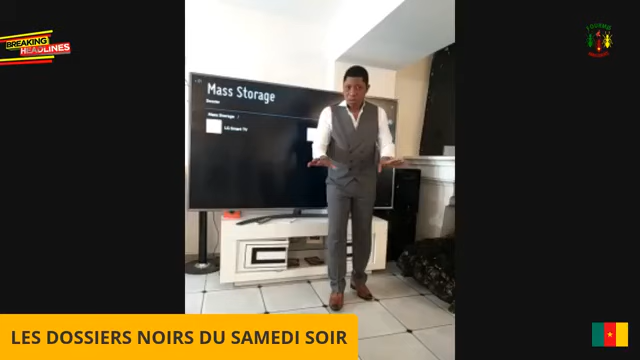 BREAKING
HEADLINES
Mass Storage
Mass Storage
LG Smart TV
LES DOSSIERS NOIRS DU SAMEDI SOIR